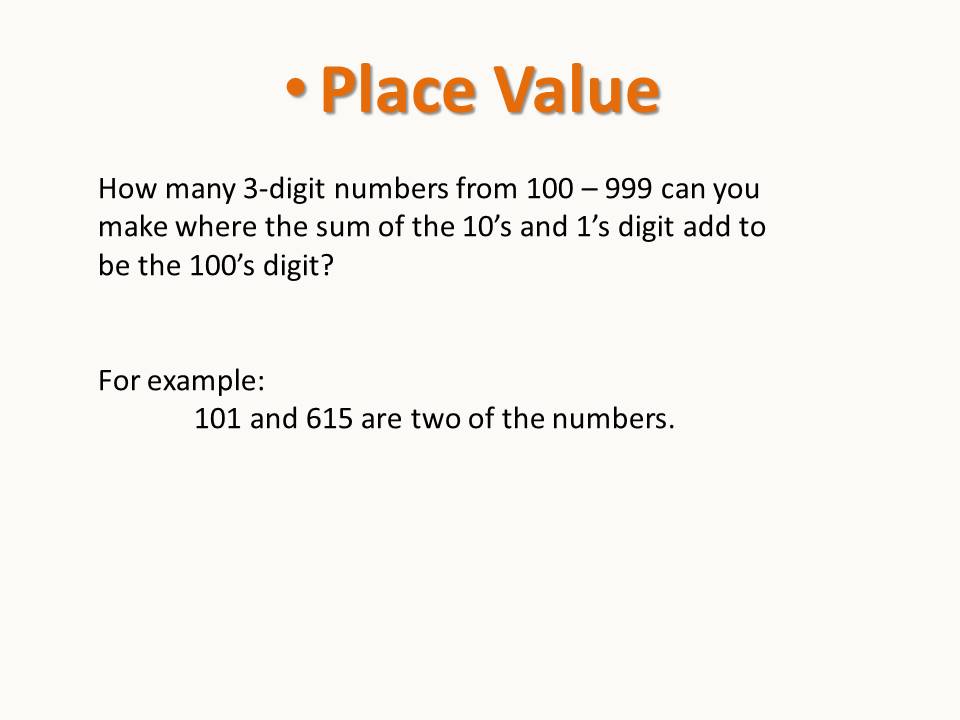 • Place Value
How many 3-digit numbers from 100 – 999 can you
make where the sum of the 10’s and 1’s digit add to
be the 100’s digit?
For example:
101 and 615 are two of the numbers.